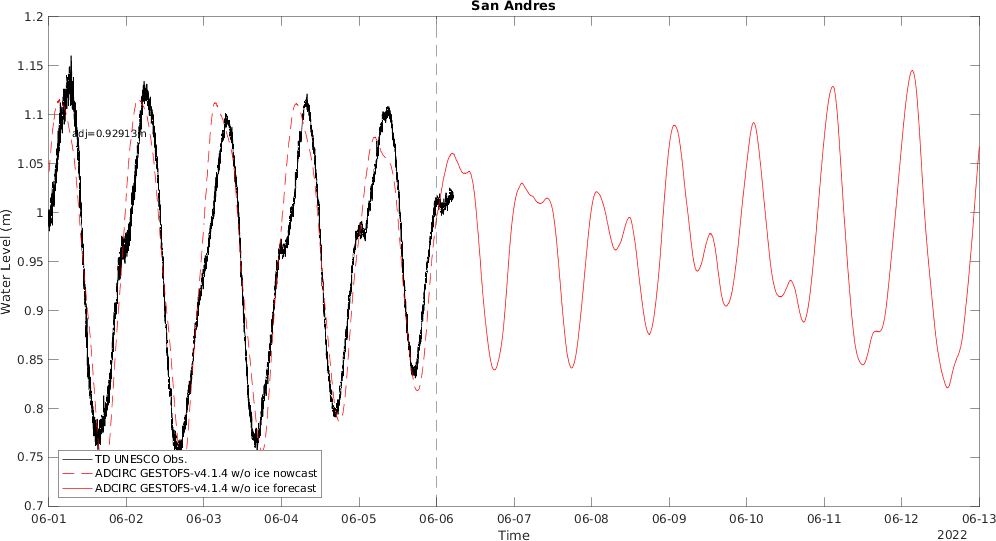 San Andres
1.2
1.15
1.1
1.05
1
0.95
0.9
0.85
0.8
0.75
0.7
Water Level (m)
adj=0.92913m
TD UNESCO Obs.
ADCIRC GESTOFS-v4.1.4 w/o ice nowcast
ADCIRC GESTOFS-v4.1.4 w/o ice forecast
06-01 06-02 06-03 06-04 06-05 06-06 06-07 06-08 06-09 06-10 06-11 06-12 06-13
Time
2022